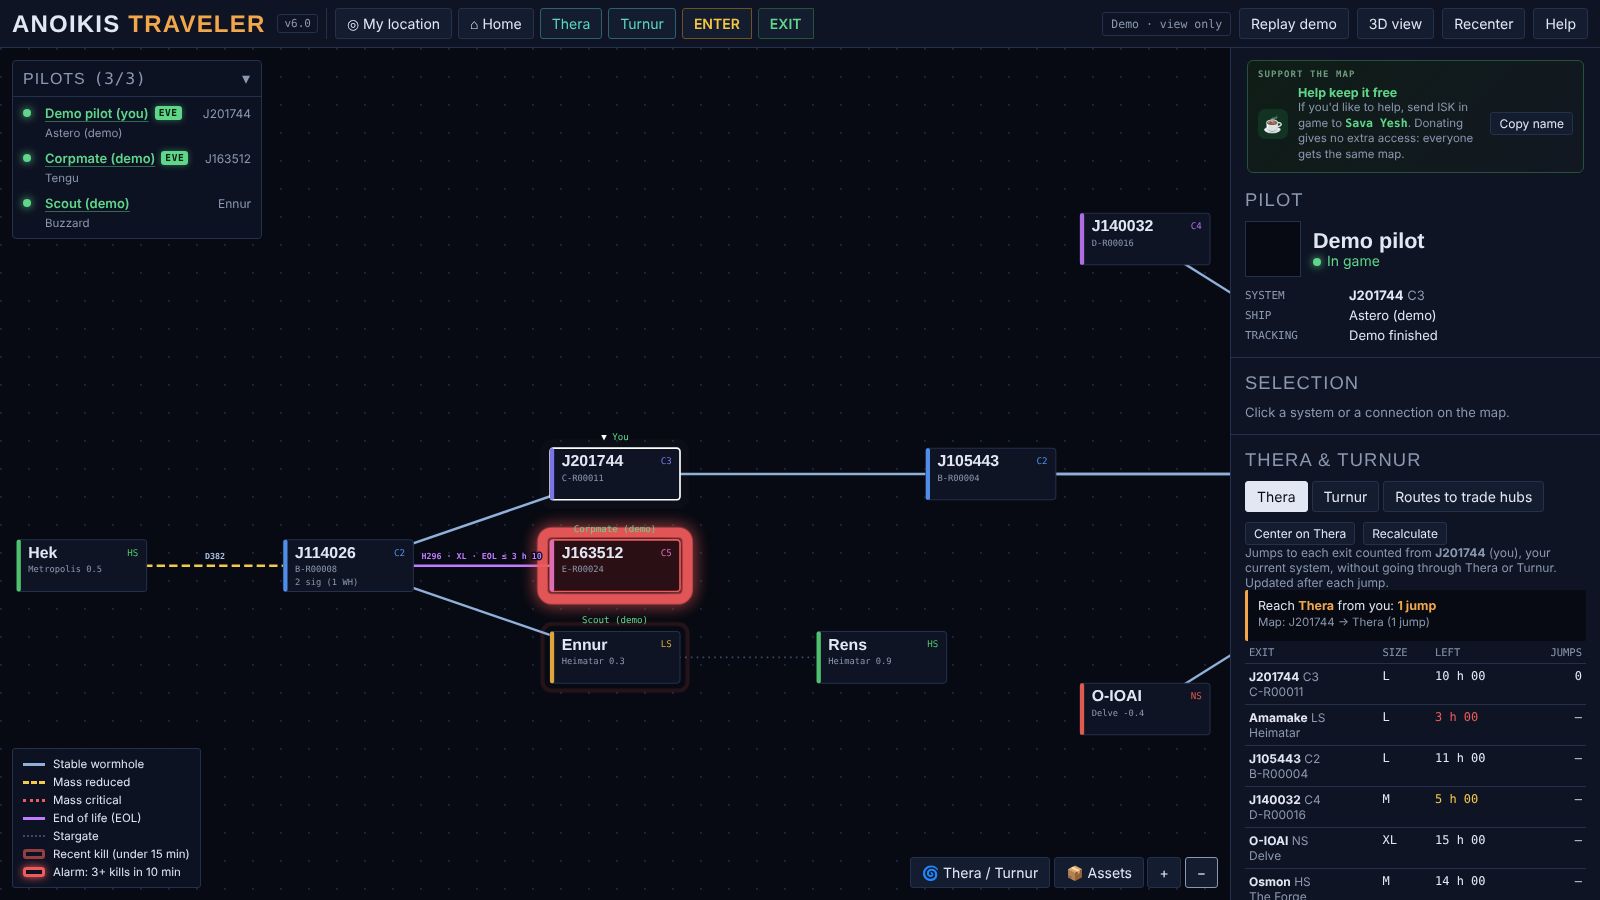 ANOIKIS TRAVELER v6.0 ◎ My location ⌂ Home Thera Turnur ENTER EXIT Demo · view only Replay demo 3D view Recenter Help
PILOTS (3/3) ▼
Demo pilot (you) EVE J201744
Astero (demo)
Corpmate (demo) EVE J163512
Tengu
Scout (demo) Ennur
Buzzard
J140032 C4
D-R00016
▼ You
J201744 C3
C-R00011
J105443 C2
B-R00004
Corpmate (demo)
Hek HS
Metropolis 0.5
D382
J114026 C2
B-R00008
2 sig (1 WH)
H296 · XL · EOL ≤ 3 h 10
J163512 C5
E-R00024
Scout (demo)
Ennur LS
Heimatar 0.3
Rens HS
Heimatar 0.9
O-IOAI NS
Delve -0.4
Stable wormhole
Mass reduced
Mass critical
End of life (EOL)
Stargate
Recent kill (under 15 min)
Alarm: 3+ kills in 10 min
🌀 Thera / Turnur 📦 Assets + −
SUPPORT THE MAP
Help keep it free
If you'd like to help, send ISK in
game to Sava Yesh. Donating
gives no extra access: everyone
gets the same map.
Copy name
PILOT
Demo pilot
In game
SYSTEM J201744 C3
SHIP Astero (demo)
TRACKING Demo finished
SELECTION
Click a system or a connection on the map.
THERA & TURNUR
Thera Turnur Routes to trade hubs
Center on Thera Recalculate
Jumps to each exit counted from J201744 (you), your
current system, without going through Thera or Turnur.
Updated after each jump.
Reach Thera from you: 1 jump
Map: J201744 → Thera (1 jump)
EXIT SIZE LEFT JUMPS
J201744 C3 L 10 h 00 0
C-R00011
Amamake LS L 3 h 00 —
Heimatar
J105443 C2 L 11 h 00 —
B-R00004
J140032 C4 M 5 h 00 —
D-R00016
O-IOAI NS XL 15 h 00 —
Delve
Osmon HS M 14 h 00 —
The Forge